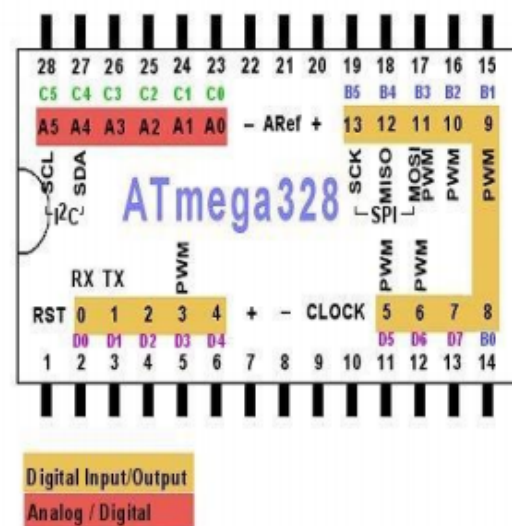 28 27 26 25 24 23 22 21 20 19 18 17 16 15
C5 C4 C3 C2 C1 C0 B5 B4 B3 B2 B1
A5 A4 A3 A2 A1 A0 - ARef + 13 12 11 10 9
SCL SDA SCK MISO MOSI PWM PWM PWM
I²C ATmega328 SPI
RX TX PWM PWM PWM
RST 0 1 2 3 4 + - CLOCK 5 6 7 8
D0 D1 D2 D3 D4 D5 D6 D7 B0
1 2 3 4 5 6 7 8 9 10 11 12 13 14
Digital Input/Output
Analog / Digital